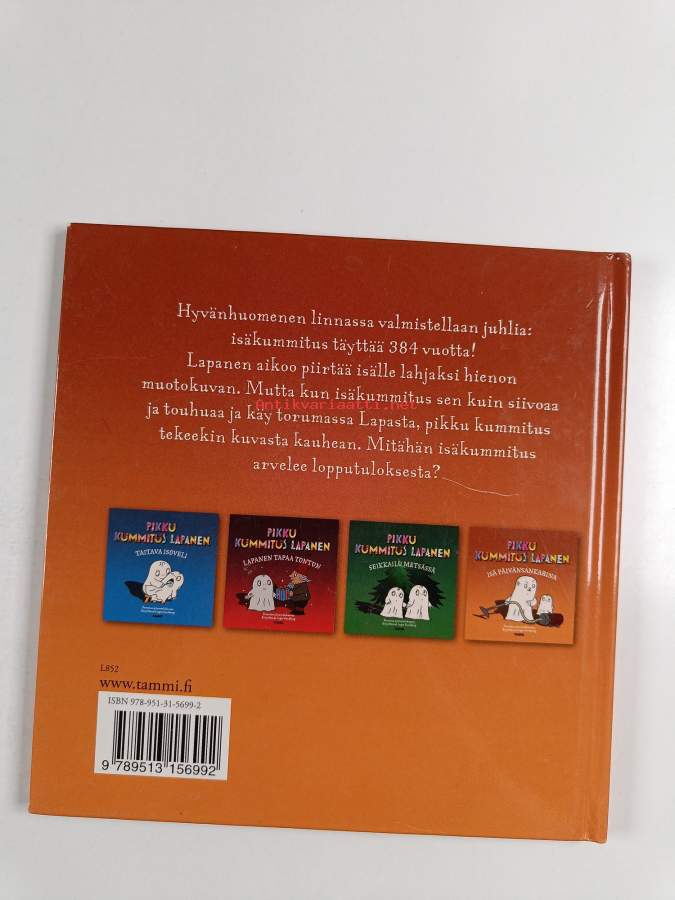 Hyvänhuomenen linnassa valmistellaan juhlia:
isäkummitus täyttää 384 vuotta!
Lapanen aikoo piirtää isälle lahjaksi hienon
muotokuvan. Mutta kun isäkummitus sen kuin siivoaa
Antikvariaatti.net
ja touhuaa ja käy torumassa Lapasta, pikku kummitus
tekeekin kuvasta kauhean. Mitähän isäkummitus
arvelee lopputuloksesta?
PIKKU
KUMMITUS LAPANEN
TAITAVA ISOVELI
PIKKU
KUMMITUS LAPANEN
LAPANEN TAPAA TONTUN
PIKKU
KUMMITUS LAPANEN
SEIKKAILU METSÄSSÄ
PIKKU
KUMMITUS LAPANEN
ISÄ PÄIVÄNSANKARINA
L852
www.tammi.fi
ISBN 978-951-31-5699-2
9 789513 156992